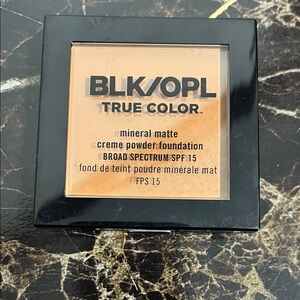 BLK/OPL
TRUE COLOR™
mineral matte
creme powder foundation
BROAD SPECTRUM SPF 15
fond de teint poudre minérale mat
FPS 15